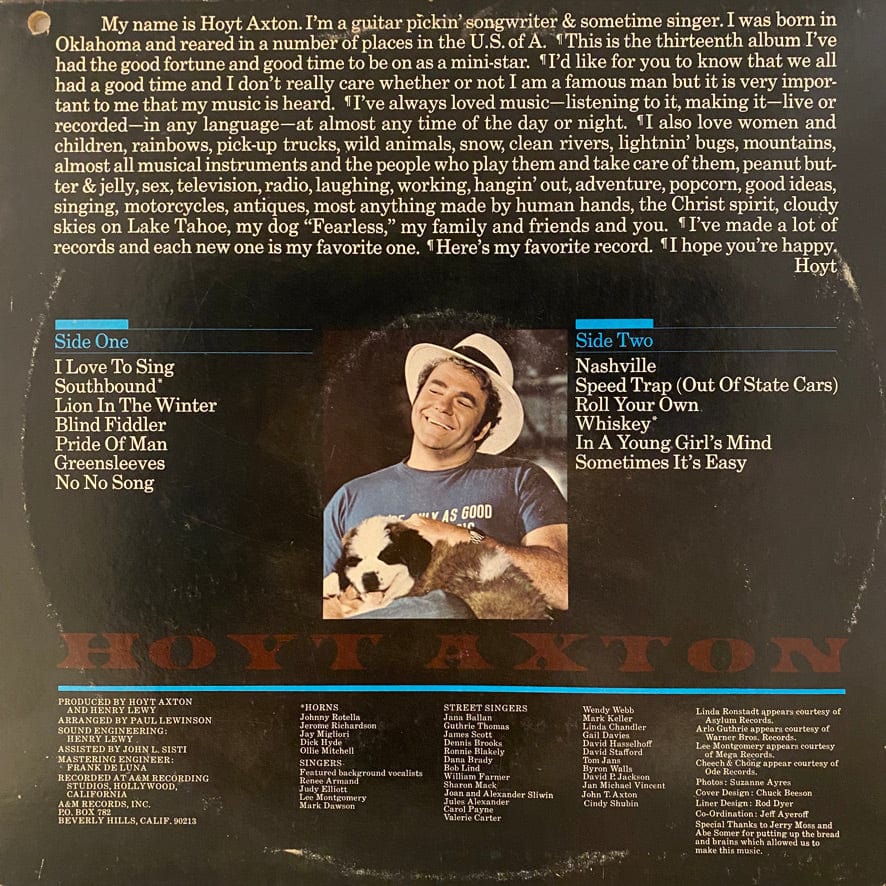 My name is Hoyt Axton. I'm a guitar pickin' songwriter & sometime singer. I was born in
Oklahoma and reared in a number of places in the U.S. of A. ¶This is the thirteenth album I've
had the good fortune and good time to be on as a mini-star. ¶I'd like for you to know that we all
had a good time and I don't really care whether or not I am a famous man but it is very impor-
tant to me that my music is heard. ¶I've always loved music—listening to it, making it—live or
recorded—in any language—at almost any time of the day or night. ¶I also love women and
children, rainbows, pick-up trucks, wild animals, snow, clean rivers, lightnin' bugs, mountains,
almost all musical instruments and the people who play them and take care of them, peanut but-
ter & jelly, sex, television, radio, laughing, working, hangin' out, adventure, popcorn, good ideas,
singing, motorcycles, antiques, most anything made by human hands, the Christ spirit, cloudy
skies on Lake Tahoe, my dog "Fearless," my family and friends and you. ¶I've made a lot of
records and each new one is my favorite one. ¶Here's my favorite record. ¶I hope you're happy.
Hoyt
Side One
I Love To Sing
Southbound*
Lion In The Winter
Blind Fiddler
Pride Of Man
Greensleeves
No No Song
AS GOOD
Side Two
Nashville
Speed Trap (Out Of State Cars)
Roll Your Own
Whiskey*
In A Young Girl's Mind
Sometimes It's Easy
HOYT AXTON
PRODUCED BY HOYT AXTON
AND HENRY LEWY
ARRANGED BY PAUL LEWINSON
SOUND ENGINEERING:
HENRY LEWY
ASSISTED BY JOHN L. SISTI
MASTERING ENGINEER:
FRANK DE LUNA
RECORDED AT A&M RECORDING
STUDIOS, HOLLYWOOD,
CALIFORNIA
A&M RECORDS, INC.
P.O. BOX 782
BEVERLY HILLS, CALIF. 90213
*HORNS
Johnny Rotella
Jerome Richardson
Jay Migliori
Dick Hyde
Ollie Mitchell
SINGERS
Featured background vocalists
Renee Armand
Judy Elliott
Lee Montgomery
Mark Dawson
STREET SINGERS
Jana Ballan
Guthrie Thomas
James Scott
Dennis Brooks
Ronnie Blakely
Dana Brady
Bob Lind
William Farmer
Sharon Mack
Joan and Alexander Sliwin
Jules Alexander
Carol Payne
Valerie Carter
Wendy Webb
Mark Keller
Linda Chandler
Gail Davies
David Hasselhoff
David Stafford
Tom Jans
Byron Walls
David P. Jackson
Jan Michael Vincent
John T. Axton
Cindy Shubin
Linda Ronstadt appears courtesy of
Asylum Records.
Arlo Guthrie appears courtesy of
Warner Bros. Records.
Lee Montgomery appears courtesy
of Mega Records.
Cheech & Chong appear courtesy of
Ode Records.
Photos: Suzanne Ayres
Cover Design: Chuck Beeson
Liner Design: Rod Dyer
Co-Ordination: Jeff Ayeroff
Special Thanks to Jerry Moss and
Abe Somer for putting up the bread
and brains which allowed us to
make this music.